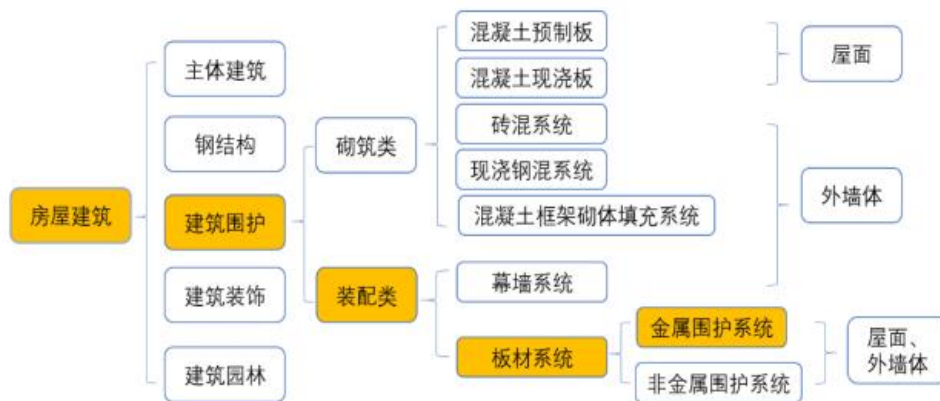 房屋建筑
主体建筑
钢结构
建筑围护
建筑装饰
建筑园林
砌筑类
装配类
混凝土预制板
混凝土现浇板
砖混系统
现浇钢混系统
混凝土框架砌体填充系统
幕墙系统
板材系统
金属围护系统
非金属围护系统
屋面
外墙体
屋面、
外墙体